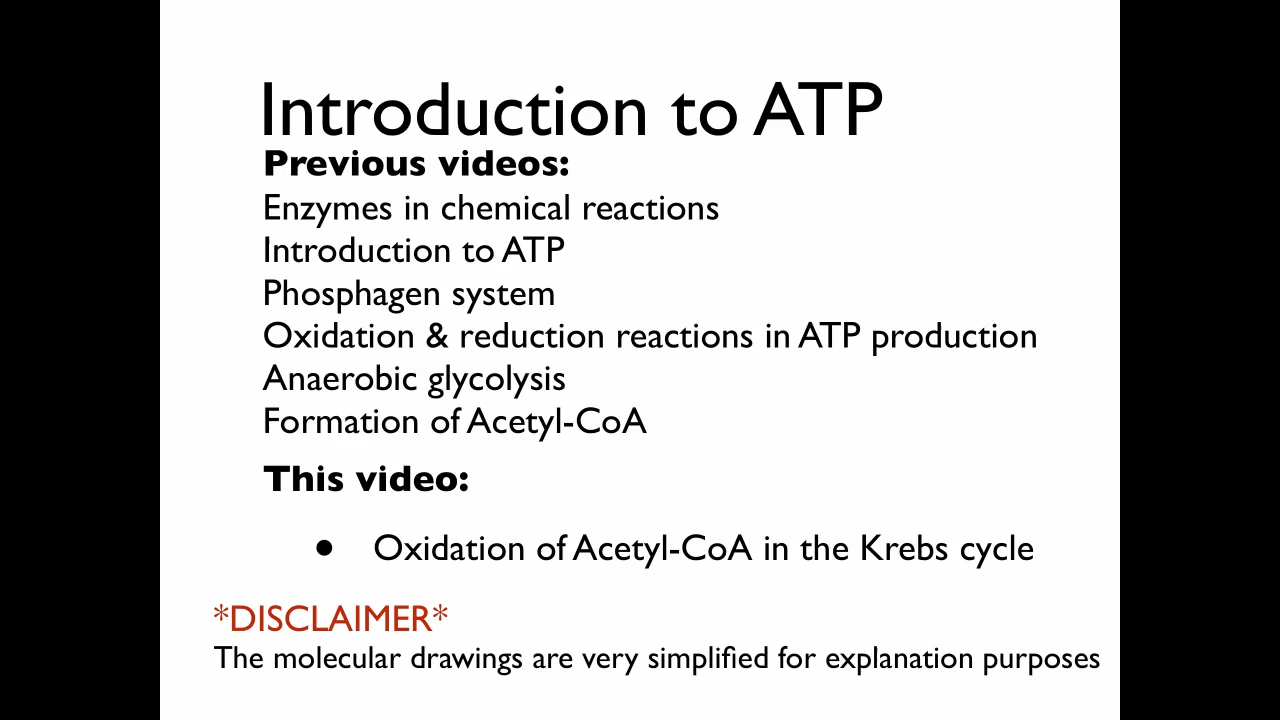 Introduction to ATP
Previous videos:
Enzymes in chemical reactions
Introduction to ATP
Phosphagen system
Oxidation & reduction reactions in ATP production
Anaerobic glycolysis
Formation of Acetyl-CoA
This video:
• Oxidation of Acetyl-CoA in the Krebs cycle
*DISCLAIMER*
The molecular drawings are very simplified for explanation purposes